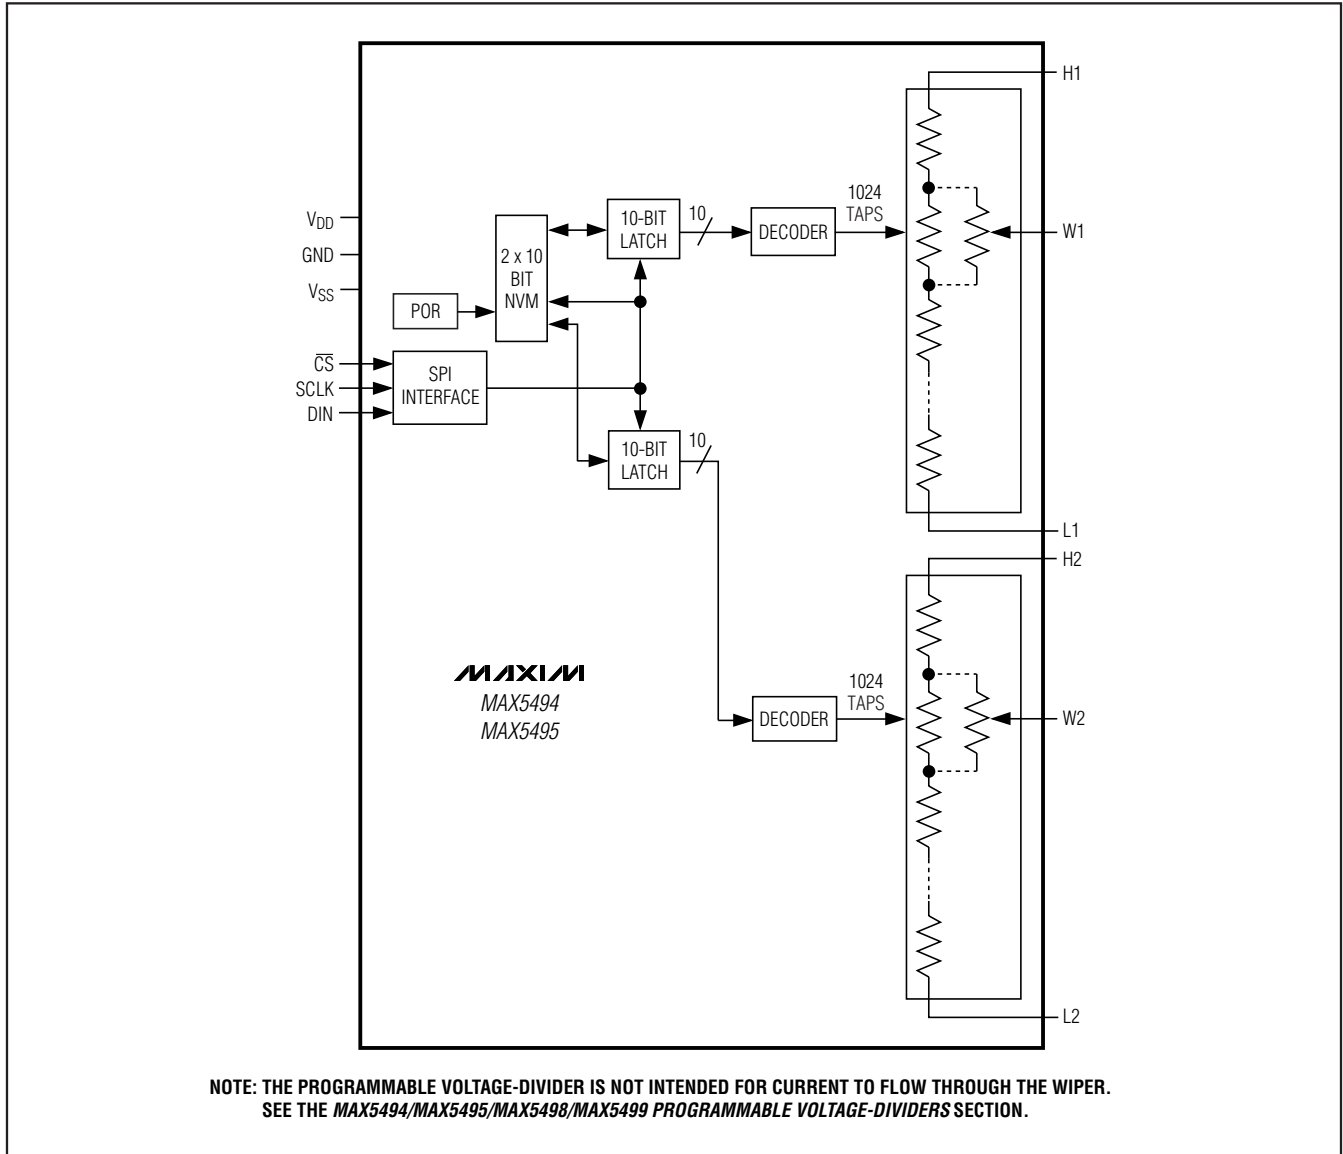 H1
1024
TAPS
VDD
10-BIT
LATCH
10
DECODER
W1
GND
2 x 10
BIT
NVM
VSS
POR
CS
SPI
INTERFACE
SCLK
DIN
10-BIT
LATCH
10
L1
H2
MAXIM
MAX5494
MAX5495
1024
TAPS
DECODER
W2
L2
NOTE: THE PROGRAMMABLE VOLTAGE-DIVIDER IS NOT INTENDED FOR CURRENT TO FLOW THROUGH THE WIPER.
SEE THE MAX5494/MAX5495/MAX5498/MAX5499 PROGRAMMABLE VOLTAGE-DIVIDERS SECTION.